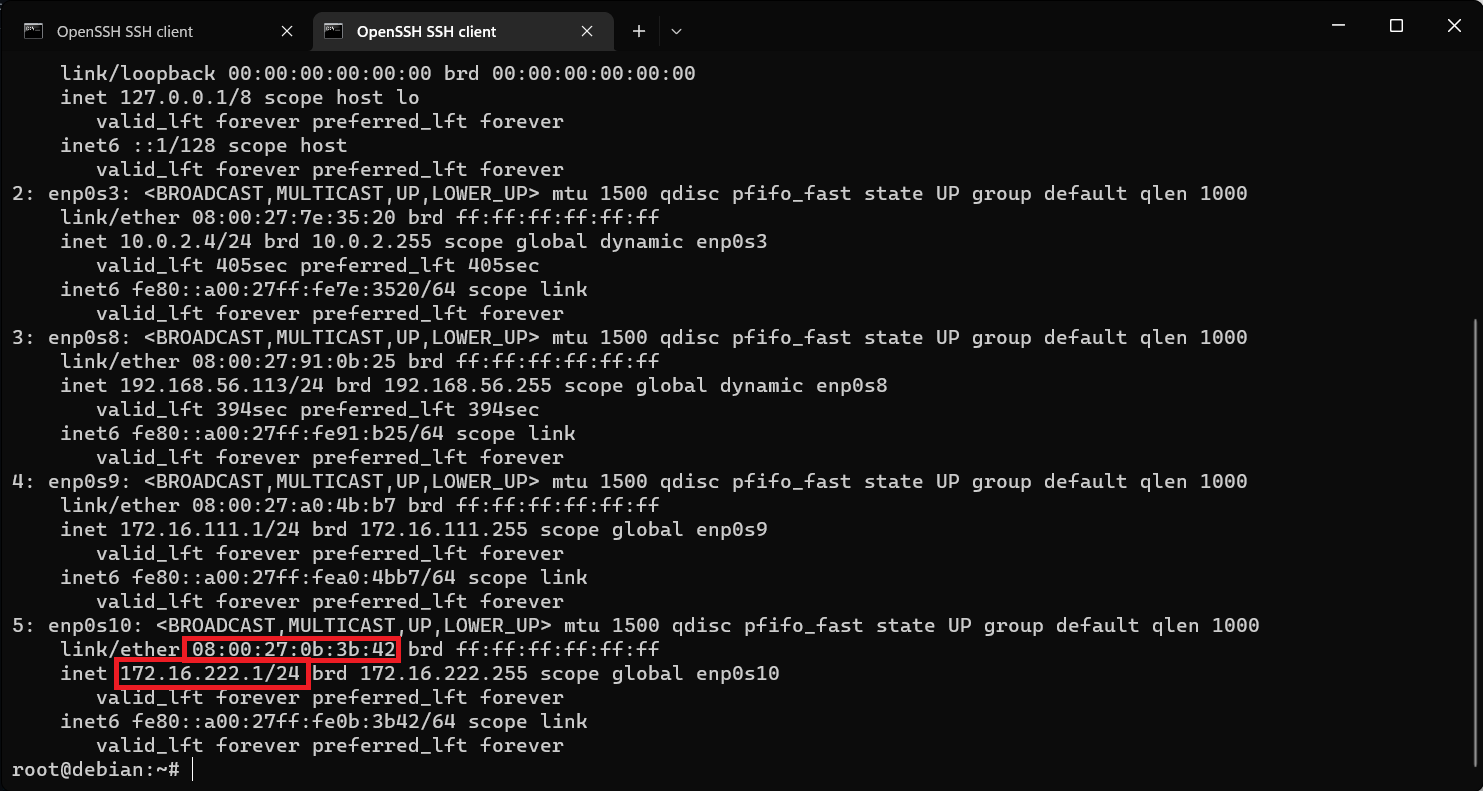 OpenSSH SSH client
OpenSSH SSH client
link/loopback 00:00:00:00:00:00 brd 00:00:00:00:00:00
inet 127.0.0.1/8 scope host lo
valid_lft forever preferred_lft forever
inet6 ::1/128 scope host
valid_lft forever preferred_lft forever
2: enp0s3: <BROADCAST,MULTICAST,UP,LOWER_UP> mtu 1500 qdisc pfifo_fast state UP group default qlen 1000
link/ether 08:00:27:7e:35:20 brd ff:ff:ff:ff:ff:ff
inet 10.0.2.4/24 brd 10.0.2.255 scope global dynamic enp0s3
valid_lft 405sec preferred_lft 405sec
inet6 fe80::a00:27ff:fe7e:3520/64 scope link
valid_lft forever preferred_lft forever
3: enp0s8: <BROADCAST,MULTICAST,UP,LOWER_UP> mtu 1500 qdisc pfifo_fast state UP group default qlen 1000
link/ether 08:00:27:91:0b:25 brd ff:ff:ff:ff:ff:ff
inet 192.168.56.113/24 brd 192.168.56.255 scope global dynamic enp0s8
valid_lft 394sec preferred_lft 394sec
inet6 fe80::a00:27ff:fe91:b25/64 scope link
valid_lft forever preferred_lft forever
4: enp0s9: <BROADCAST,MULTICAST,UP,LOWER_UP> mtu 1500 qdisc pfifo_fast state UP group default qlen 1000
link/ether 08:00:27:a0:4b:b7 brd ff:ff:ff:ff:ff:ff
inet 172.16.111.1/24 brd 172.16.111.255 scope global enp0s9
valid_lft forever preferred_lft forever
inet6 fe80::a00:27ff:fea0:4bb7/64 scope link
valid_lft forever preferred_lft forever
5: enp0s10: <BROADCAST,MULTICAST,UP,LOWER_UP> mtu 1500 qdisc pfifo_fast state UP group default qlen 1000
link/ether 08:00:27:0b:3b:42 brd ff:ff:ff:ff:ff:ff
inet 172.16.222.1/24 brd 172.16.222.255 scope global enp0s10
valid_lft forever preferred_lft forever
inet6 fe80::a00:27ff:fe0b:3b42/64 scope link
valid_lft forever preferred_lft forever
root@debian:~#